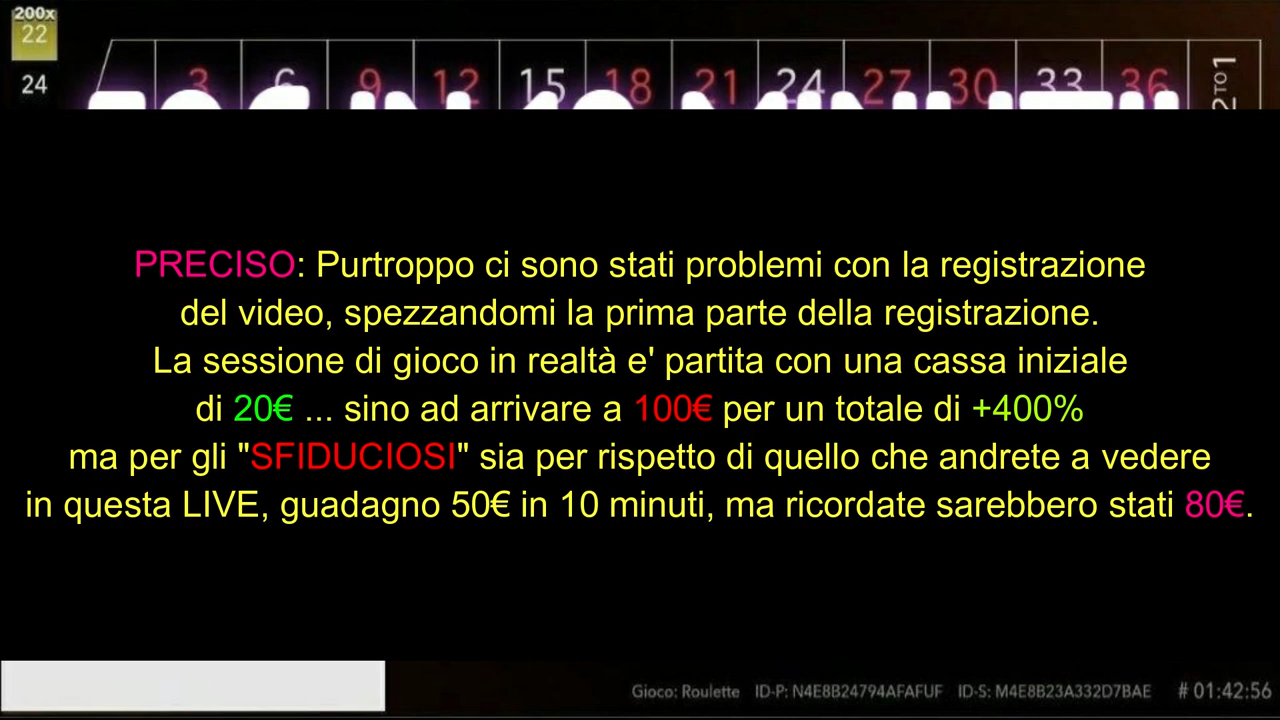 200x
22
24
3 6 9 12 15 18 21 24 27 30 33 36 2 TO 1
PRECISO: Purtroppo ci sono stati problemi con la registrazione
del video, spezzandomi la prima parte della registrazione.
La sessione di gioco in realtà e' partita con una cassa iniziale
di 20€ ... sino ad arrivare a 100€ per un totale di +400%
ma per gli "SFIDUCIOSI" sia per rispetto di quello che andrete a vedere
in questa LIVE, guadagno 50€ in 10 minuti, ma ricordate sarebbero stati 80€.
Gioco: Roulette ID-P: N4E8B24794AFAFUF ID-S: M4E8B23A332D7BAE # 01:42:56